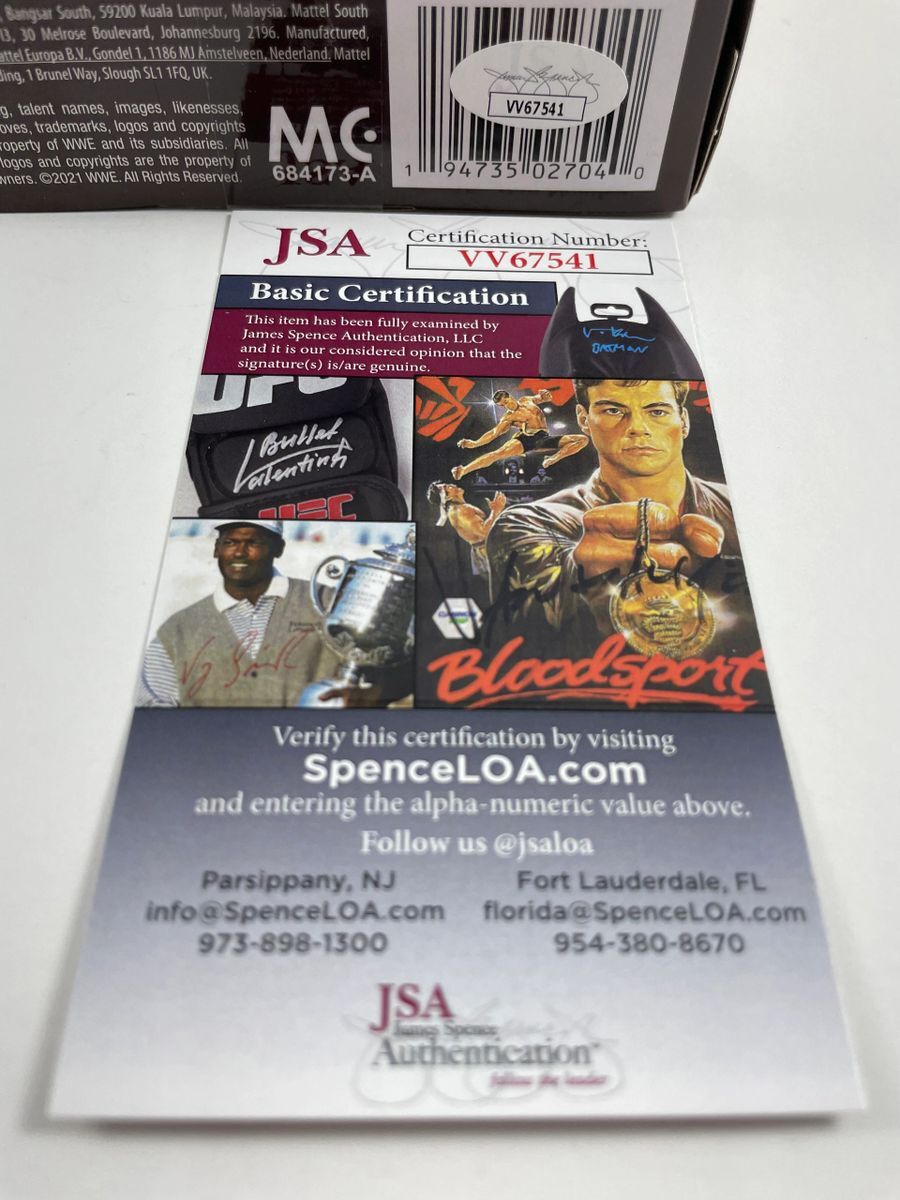 Bangsar South, 59200 Kuala Lumpur, Malaysia. Mattel South
13, 30 Melrose Boulevard, Johannesburg 2196. Manufactured,
attel Europa B.V., Gondel 1, 1186 MJ Amstelveen, Nederland. Mattel
ding, 1 Brunel Way, Slough SL1 1FQ, UK.
g, talent names, images, likenesses,
oves, trademarks, logos and copyrights
roperty of WWE and its subsidiaries. All
logos and copyrights are the property of
wners. ©2021 WWE. All Rights Reserved.
MC
684173-A
VV67541
1 94735 02704 0
JSA
Certification Number:
VV67541
Basic Certification
This item has been fully examined by
James Spence Authentication, LLC
and it is our considered opinion that the
signature(s) is/are genuine.
BATMAN
UFC
Bullet
Valentina
UFC
Bloodsport
Verify this certification by visiting
SpenceLOA.com
and entering the alpha-numeric value above.
Follow us @jsaloa
Parsippany, NJ
info@SpenceLOA.com
973-898-1300
Fort Lauderdale, FL
florida@SpenceLOA.com
954-380-8670
JSA
James Spence
Authentication™
follow the leader